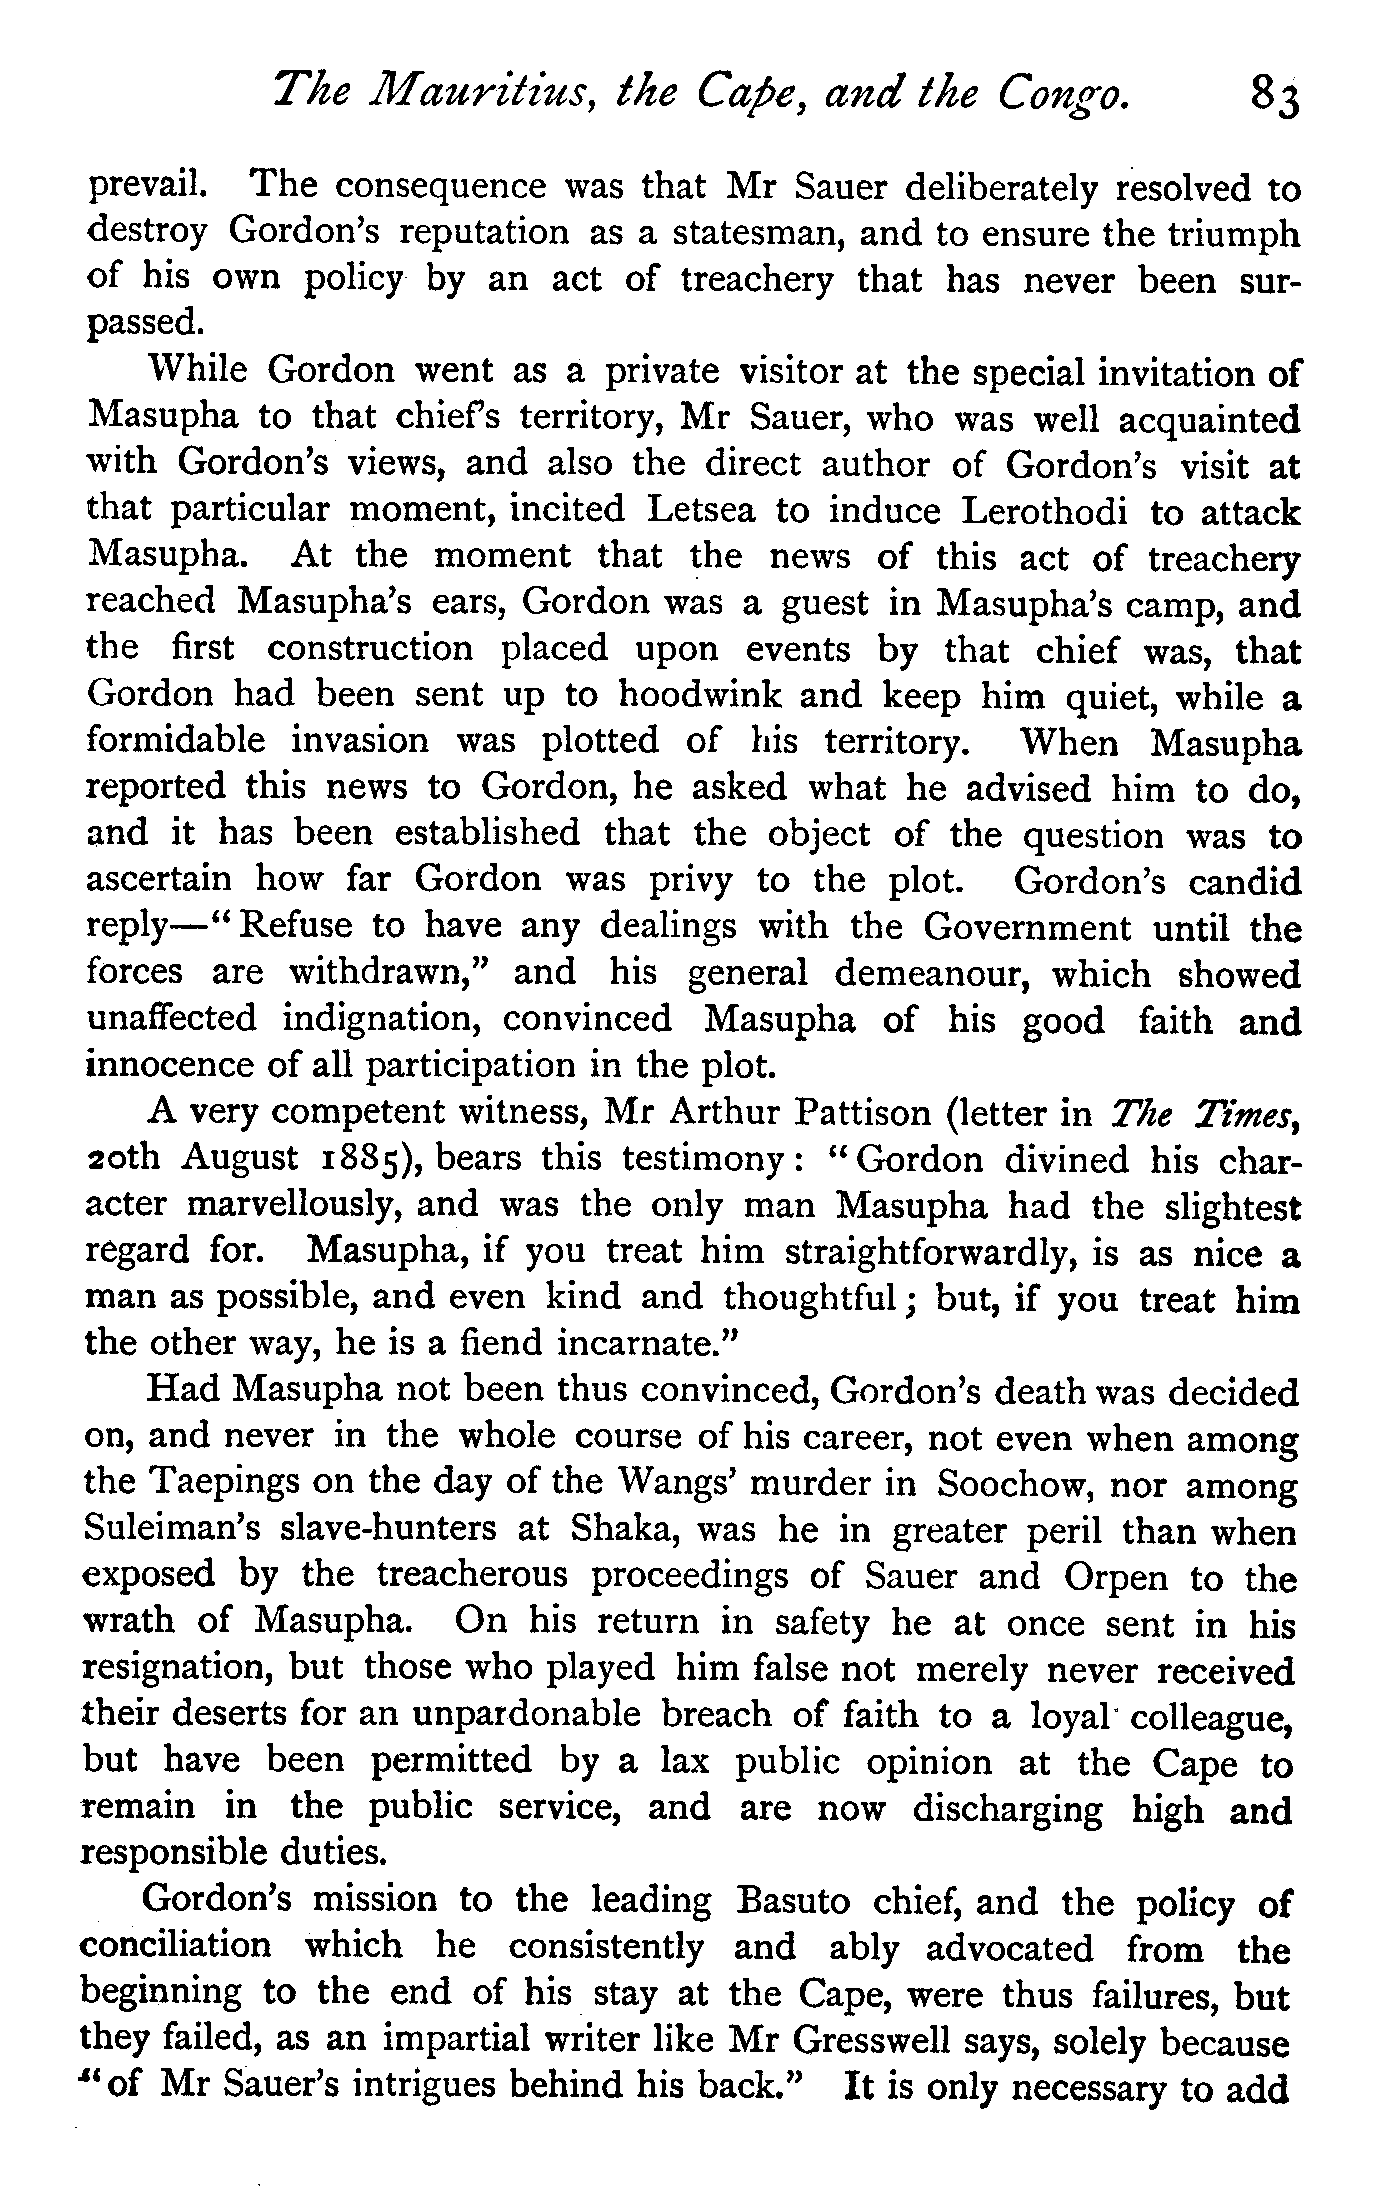 The Mauritius, the Cape, and the Congo. 83
prevail. The consequence was that Mr Sauer deliberately resolved to
destroy Gordon's reputation as a statesman, and to ensure the triumph
of his own policy by an act of treachery that has never been sur-
passed.
While Gordon went as a private visitor at the special invitation of
Masupha to that chief's territory, Mr Sauer, who was well acquainted
with Gordon's views, and also the direct author of Gordon's visit at
that particular moment, incited Letsea to induce Lerothodi to attack
Masupha. At the moment that the news of this act of treachery
reached Masupha's ears, Gordon was a guest in Masupha's camp, and
the first construction placed upon events by that chief was, that
Gordon had been sent up to hoodwink and keep him quiet, while a
formidable invasion was plotted of his territory. When Masupha
reported this news to Gordon, he asked what he advised him to do,
and it has been established that the object of the question was to
ascertain how far Gordon was privy to the plot. Gordon's candid
reply—"Refuse to have any dealings with the Government until the
forces are withdrawn," and his general demeanour, which showed
unaffected indignation, convinced Masupha of his good faith and
innocence of all participation in the plot.
A very competent witness, Mr Arthur Pattison (letter in The Times,
20th August 1885), bears this testimony: "Gordon divined his char-
acter marvellously, and was the only man Masupha had the slightest
regard for. Masupha, if you treat him straightforwardly, is as nice a
man as possible, and even kind and thoughtful; but, if you treat him
the other way, he is a fiend incarnate."
Had Masupha not been thus convinced, Gordon's death was decided
on, and never in the whole course of his career, not even when among
the Taepings on the day of the Wangs' murder in Soochow, nor among
Suleiman's slave-hunters at Shaka, was he in greater peril than when
exposed by the treacherous proceedings of Sauer and Orpen to the
wrath of Masupha. On his return in safety he at once sent in his
resignation, but those who played him false not merely never received
their deserts for an unpardonable breach of faith to a loyal colleague,
but have been permitted by a lax public opinion at the Cape to
remain in the public service, and are now discharging high and
responsible duties.
Gordon's mission to the leading Basuto chief, and the policy of
conciliation which he consistently and ably advocated from the
beginning to the end of his stay at the Cape, were thus failures, but
they failed, as an impartial writer like Mr Gresswell says, solely because
"of Mr Sauer's intrigues behind his back." It is only necessary to add